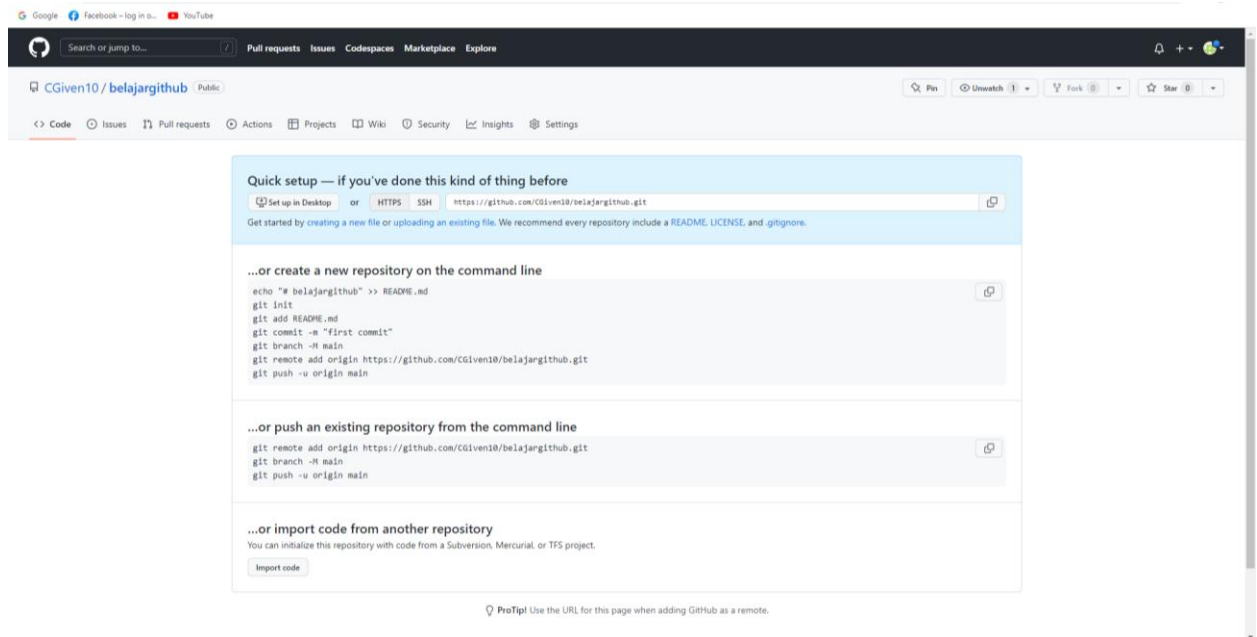 Google Facebook – log in o... YouTube
Search or jump to... / Pull requests Issues Codespaces Marketplace Explore
CGiven10 / belajargithub Public Pin Unwatch 1 Fork 0 Star 0
Code Issues Pull requests Actions Projects Wiki Security Insights Settings
Quick setup — if you've done this kind of thing before
Set up in Desktop or HTTPS SSH https://github.com/CGiven10/belajargithub.git
Get started by creating a new file or uploading an existing file. We recommend every repository include a README, LICENSE, and .gitignore.
...or create a new repository on the command line
echo "# belajargithub" >> README.md
git init
git add README.md
git commit -m "first commit"
git branch -M main
git remote add origin https://github.com/CGiven10/belajargithub.git
git push -u origin main
...or push an existing repository from the command line
git remote add origin https://github.com/CGiven10/belajargithub.git
git branch -M main
git push -u origin main
...or import code from another repository
You can initialize this repository with code from a Subversion, Mercurial, or TFS project.
Import code
ProTip! Use the URL for this page when adding GitHub as a remote.